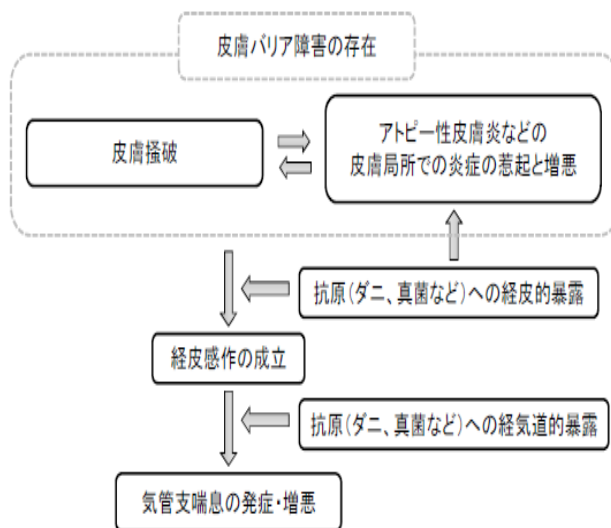 皮膚バリア障害の存在
皮膚掻破
アトピー性皮膚炎などの
皮膚局所での炎症の惹起と増悪
抗原(ダニ、真菌など)への経皮的暴露
経皮感作の成立
抗原(ダニ、真菌など)への経気道的暴露
気管支喘息の発症・増悪